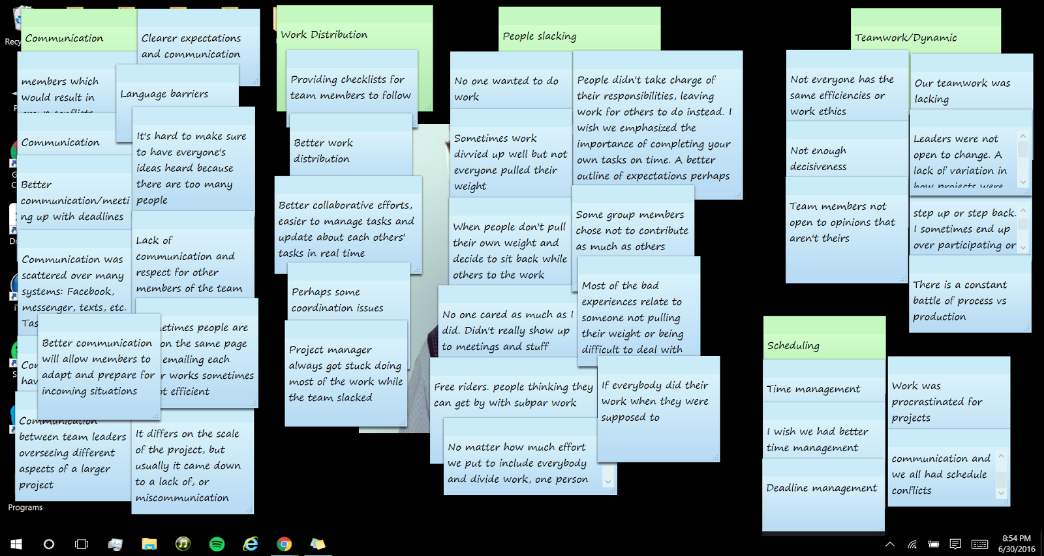 Communication
Clearer expectations
and communication
members which
would result in
Language barriers
Communication
It's hard to make sure
to have everyone's
ideas heard because
there are too many
people
Better
communication/meeti
ng up with deadlines
Lack of
communication and
respect for other
members of the team
Communication was
scattered over many
systems: Facebook,
messenger, texts, etc.
etimes people are
on the same page
emailing each
r works sometimes
t efficient
Better communication
will allow members to
adapt and prepare for
incoming situations
Communication
between team leaders
overseeing different
aspects of a larger
project
It differs on the scale
of the project, but
usually it came down
to a lack of, or
miscommunication
Work Distribution
Providing checklists for
team members to follow
Better work
distribution
Better collaborative efforts,
easier to manage tasks and
update about each others'
tasks in real time
Perhaps some
coordination issues
Project manager
always got stuck doing
most of the work while
the team slacked
People slacking
No one wanted to do
work
People didn't take charge of
their responsibilities, leaving
work for others to do instead. I
wish we emphasized the
importance of completing your
own tasks on time. A better
outline of expectations perhaps
Sometimes work
divvied up well but not
everyone pulled their
weight
When people don't pull
their own weight and
decide to sit back while
others to the work
Some group members
chose not to contribute
as much as others
No one cared as much as I
did. Didn't really show up
to meetings and stuff
Most of the bad
experiences relate to
someone not pulling
their weight or being
difficult to deal with
Free riders. people thinking they
can get by with subpar work
If everybody did their
work when they were
supposed to
No matter how much effort
we put to include everybody
and divide work, one person
Teamwork/Dynamic
Not everyone has the
same efficiencies or
work ethics
Our teamwork was
lacking
Not enough
decisiveness
Leaders were not
open to change. A
lack of variation in
how projects were
Team members not
open to opinions that
aren't theirs
step up or step back.
I sometimes end up
over participating or
There is a constant
battle of process vs
production
Scheduling
Time management
Work was
procrastinated for
projects
I wish we had better
time management
communication and
we all had schedule
conflicts
Deadline management
Programs
8:54 PM
6/30/2016